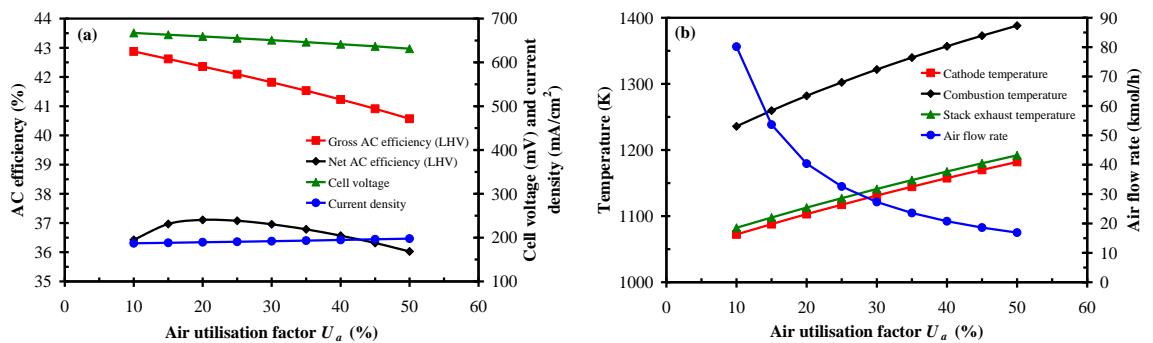 (a)
44
43
42
41
40
39
38
37
36
35
AC efficiency (%)
700
600
500
400
300
200
100
Cell voltage (mV) and current
density (mA/cm²)
Gross AC efficiency (LHV)
Net AC efficiency (LHV)
Cell voltage
Current density
0 10 20 30 40 50 60
Air utilisation factor U a (%)
(b)
1400
1300
1200
1100
1000
Temperature (K)
90
80
70
60
50
40
30
20
10
0
Air flow rate (kmol/h)
Cathode temperature
Combustion temperature
Stack exhaust temperature
Air flow rate
0 10 20 30 40 50 60
Air utilisation factor U a (%)